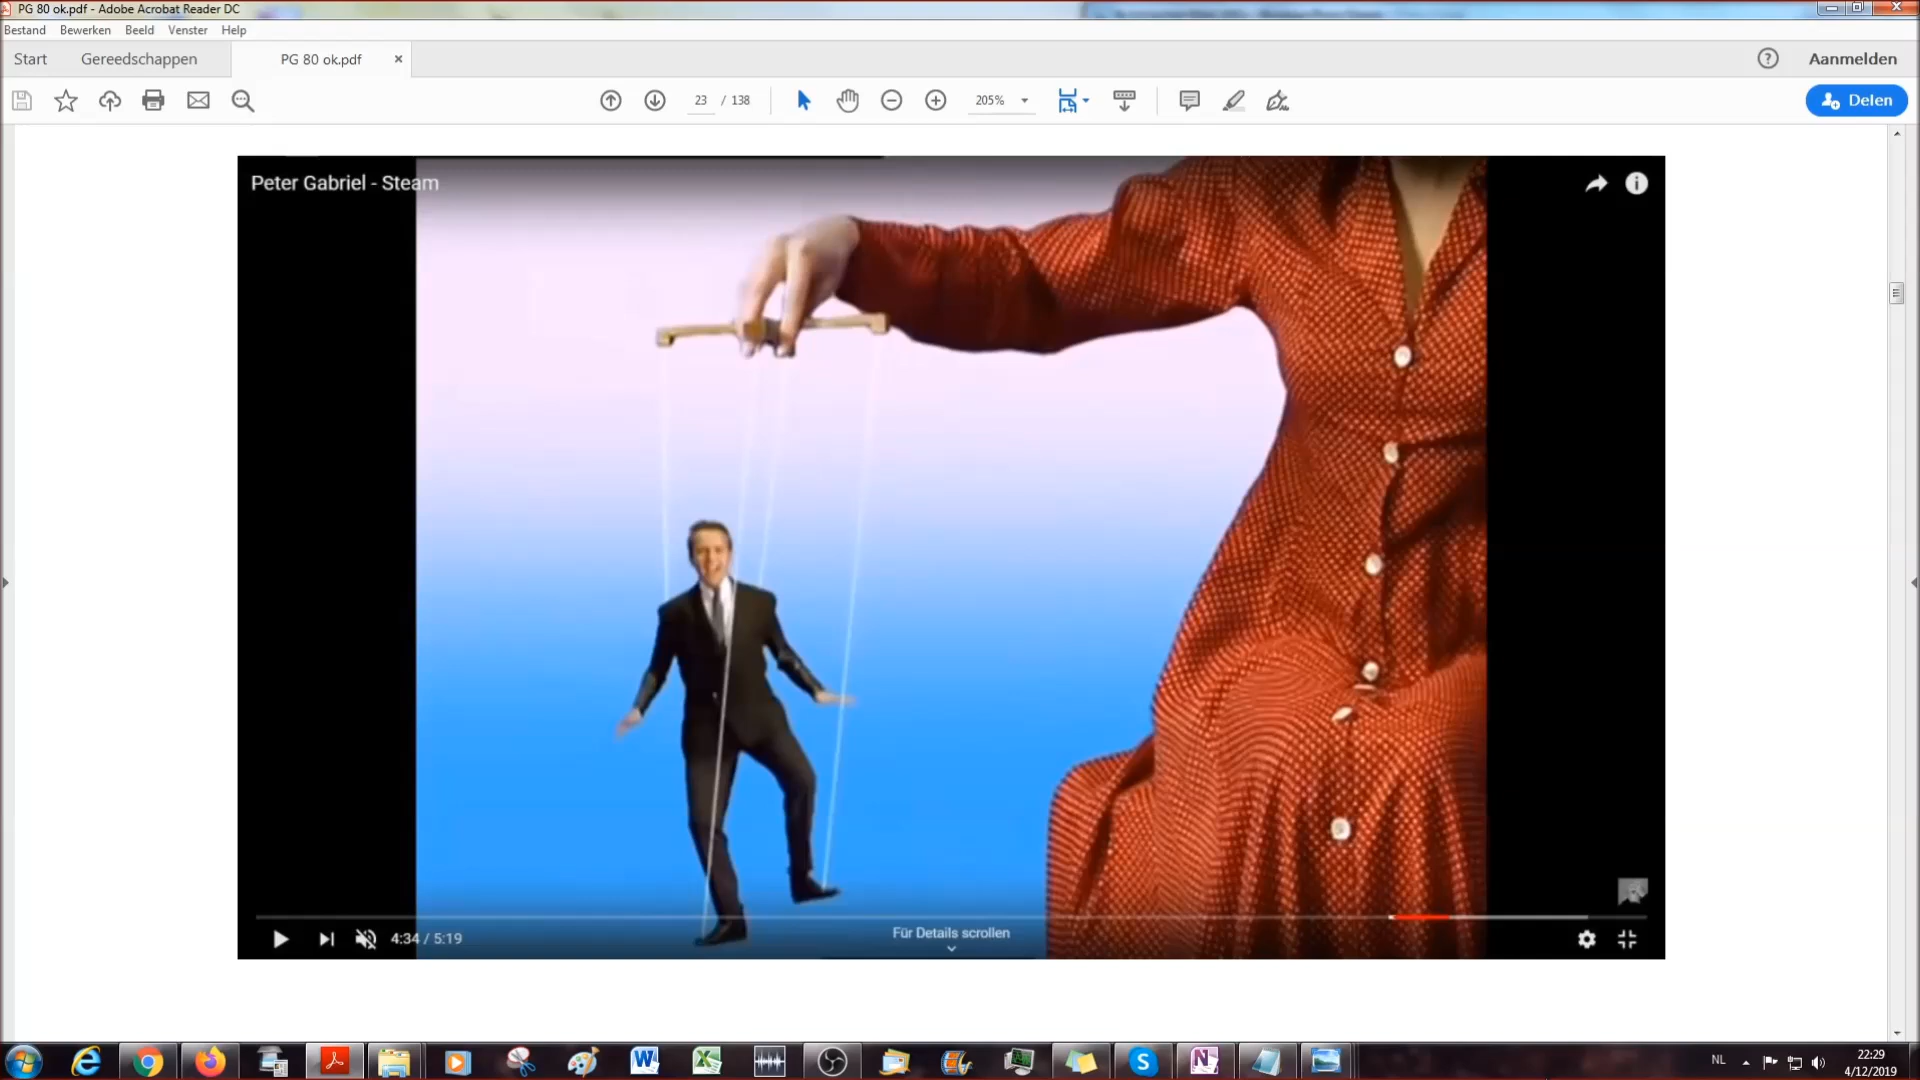 PG 80 ok.pdf - Adobe Acrobat Reader DC
Bestand Bewerken Beeld Venster Help
Start Gereedschappen PG 80 ok.pdf Aanmelden
23 / 138 205% Delen
Peter Gabriel - Steam
Für Details scrollen
4:34 / 5:19
NL 22:29
4/12/2019